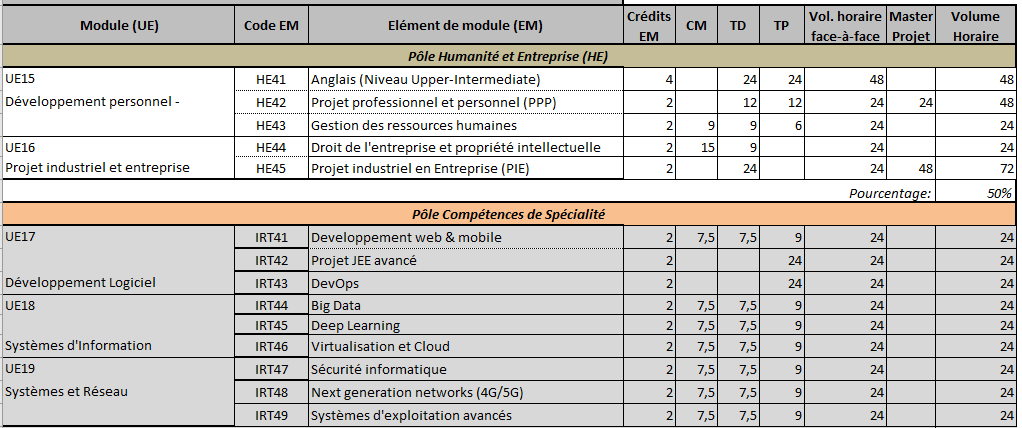 Module (UE) Code EM Elément de module (EM) Crédits EM CM TD TP Vol. horaire face-à-face Master Projet Volume Horaire
Pôle Humanité et Entreprise (HE)
UE15 HE41 Anglais (Niveau Upper-Intermediate) 4 24 24 48 48
Développement personnel - HE42 Projet professionnel et personnel (PPP) 2 12 12 24 24 48
HE43 Gestion des ressources humaines 2 9 9 6 24 24
UE16 HE44 Droit de l'entreprise et propriété intellectuelle 2 15 9 24 24
Projet industriel et entreprise HE45 Projet industriel en Entreprise (PIE) 2 24 24 48 72
Pourcentage: 50%
Pôle Compétences de Spécialité
UE17 IRT41 Developpement web & mobile 2 7,5 7,5 9 24 24
IRT42 Projet JEE avancé 2 24 24 24
Développement Logiciel IRT43 DevOps 2 24 24 24
UE18 IRT44 Big Data 2 7,5 7,5 9 24 24
IRT45 Deep Learning 2 7,5 7,5 9 24 24
Systèmes d'Information IRT46 Virtualisation et Cloud 2 7,5 7,5 9 24 24
UE19 IRT47 Sécurité informatique 2 7,5 7,5 9 24 24
Systèmes et Réseau IRT48 Next generation networks (4G/5G) 2 7,5 7,5 9 24 24
IRT49 Systèmes d'exploitation avancés 2 7,5 7,5 9 24 24